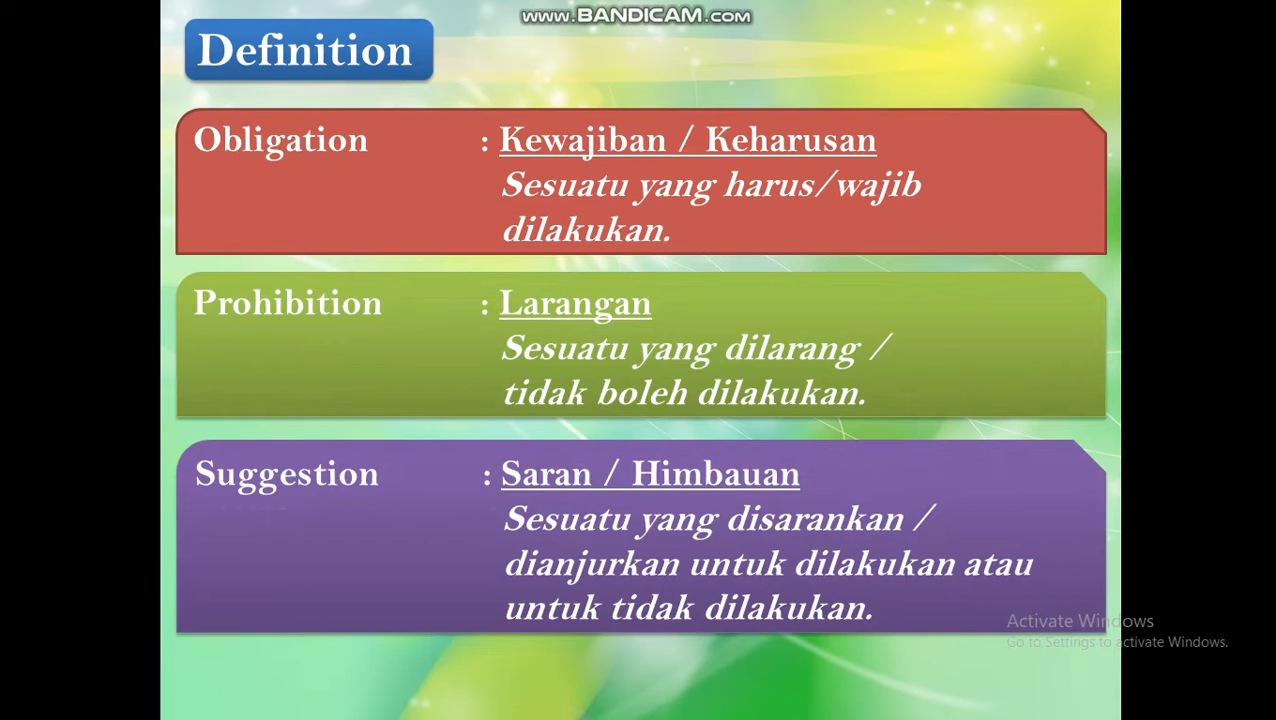 www.BANDICAM.com
Definition
Obligation : Kewajiban / Keharusan
Sesuatu yang harus/wajib
dilakukan.
Prohibition : Larangan
Sesuatu yang dilarang /
tidak boleh dilakukan.
Suggestion : Saran / Himbauan
Sesuatu yang disarankan /
dianjurkan untuk dilakukan atau
untuk tidak dilakukan.
Activate Windows
Go to Settings to activate Windows.